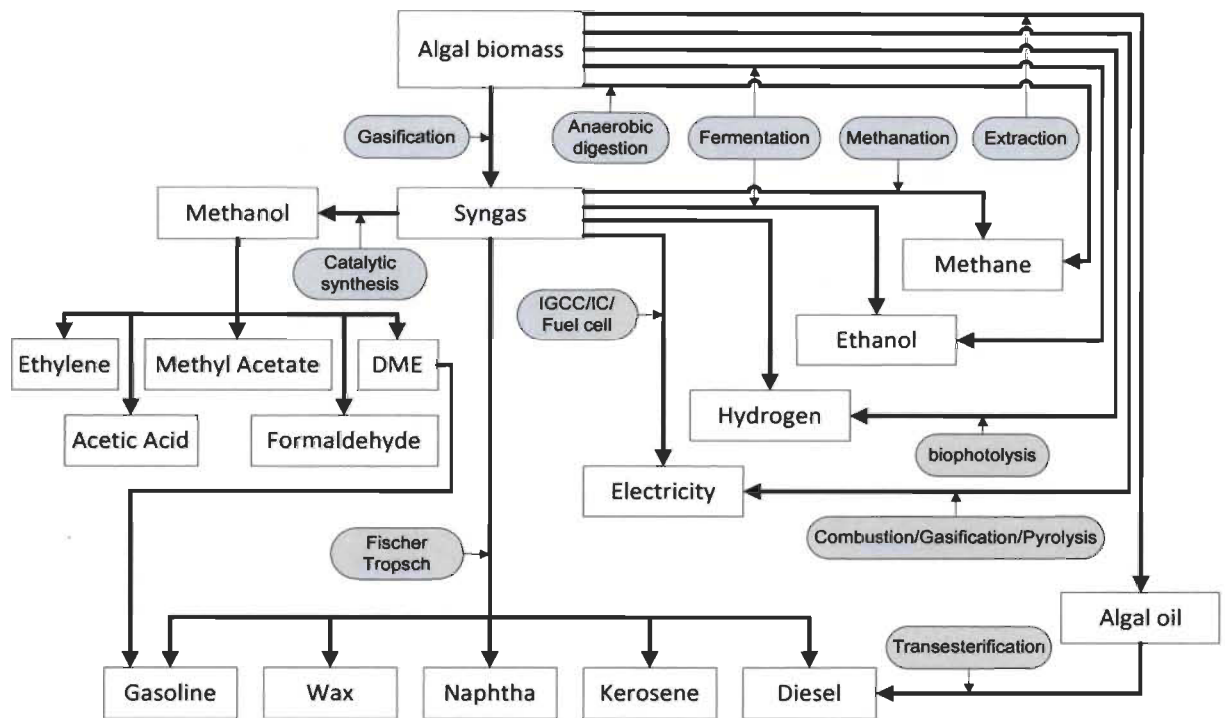 Algal biomass
Gasification
Anaerobic
digestion
Fermentation
Methanation
Extraction
Methanol
Syngas
Catalytic
synthesis
Methane
IGCC/IC/
Fuel cell
Ethanol
Ethylene
Methyl Acetate
DME
Hydrogen
Acetic Acid
Formaldehyde
biophotolysis
Electricity
Combustion/Gasification/Pyrolysis
Fischer
Tropsch
Algal oil
Transesterification
Gasoline
Wax
Naphtha
Kerosene
Diesel